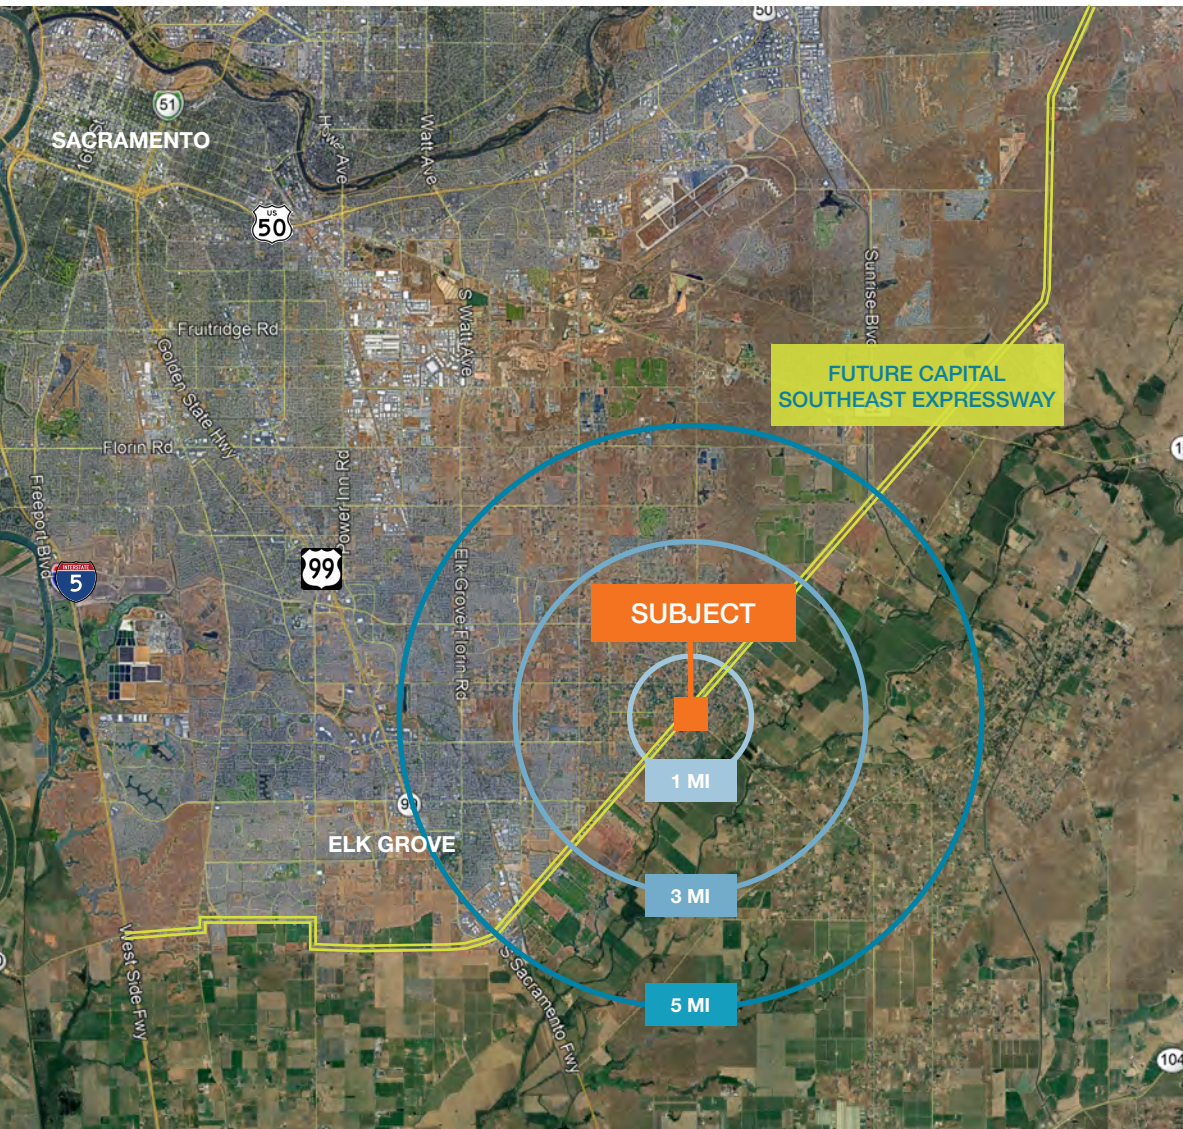 50
51
SACRAMENTO
Howe Ave
Watt Ave
US
50
Sunrise Blvd
S Watt Ave
Fruitridge Rd
Golden State Hwy
FUTURE CAPITAL
SOUTHEAST EXPRESSWAY
Florin Rd
Power Inn Rd
Freeport Blvd
99
INTERSTATE
5
Elk Grove-Florin Rd
SUBJECT
1 MI
99
ELK GROVE
3 MI
West Side Fwy
S Sacramento Fwy
5 MI
104